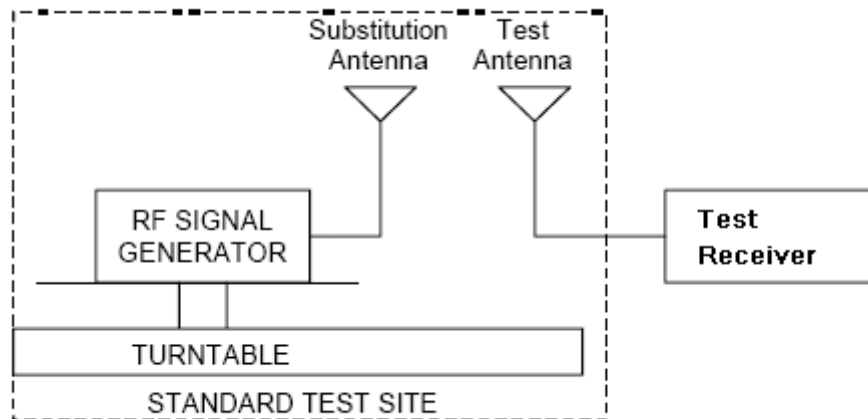 Substitution
Antenna
Test
Antenna
RF SIGNAL
GENERATOR
Test
Receiver
TURNTABLE
STANDARD TEST SITE